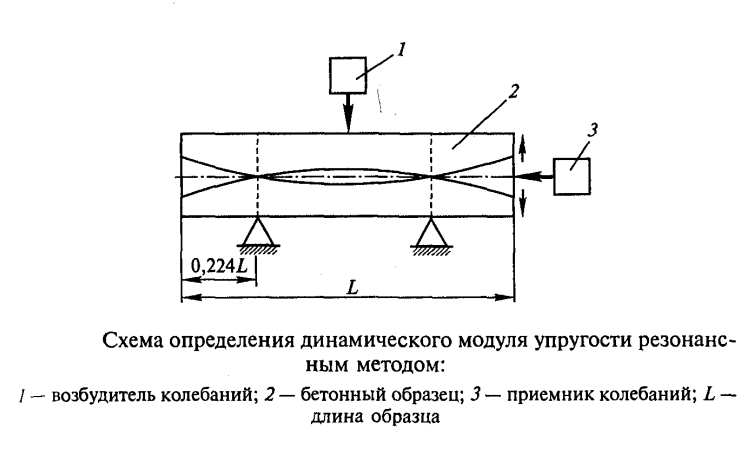 1
2
3
0,224L
L
Схема определения динамического модуля упругости резонанс-
ным методом:
1 — возбудитель колебаний; 2 — бетонный образец; 3 — приемник колебаний; L —
длина образца